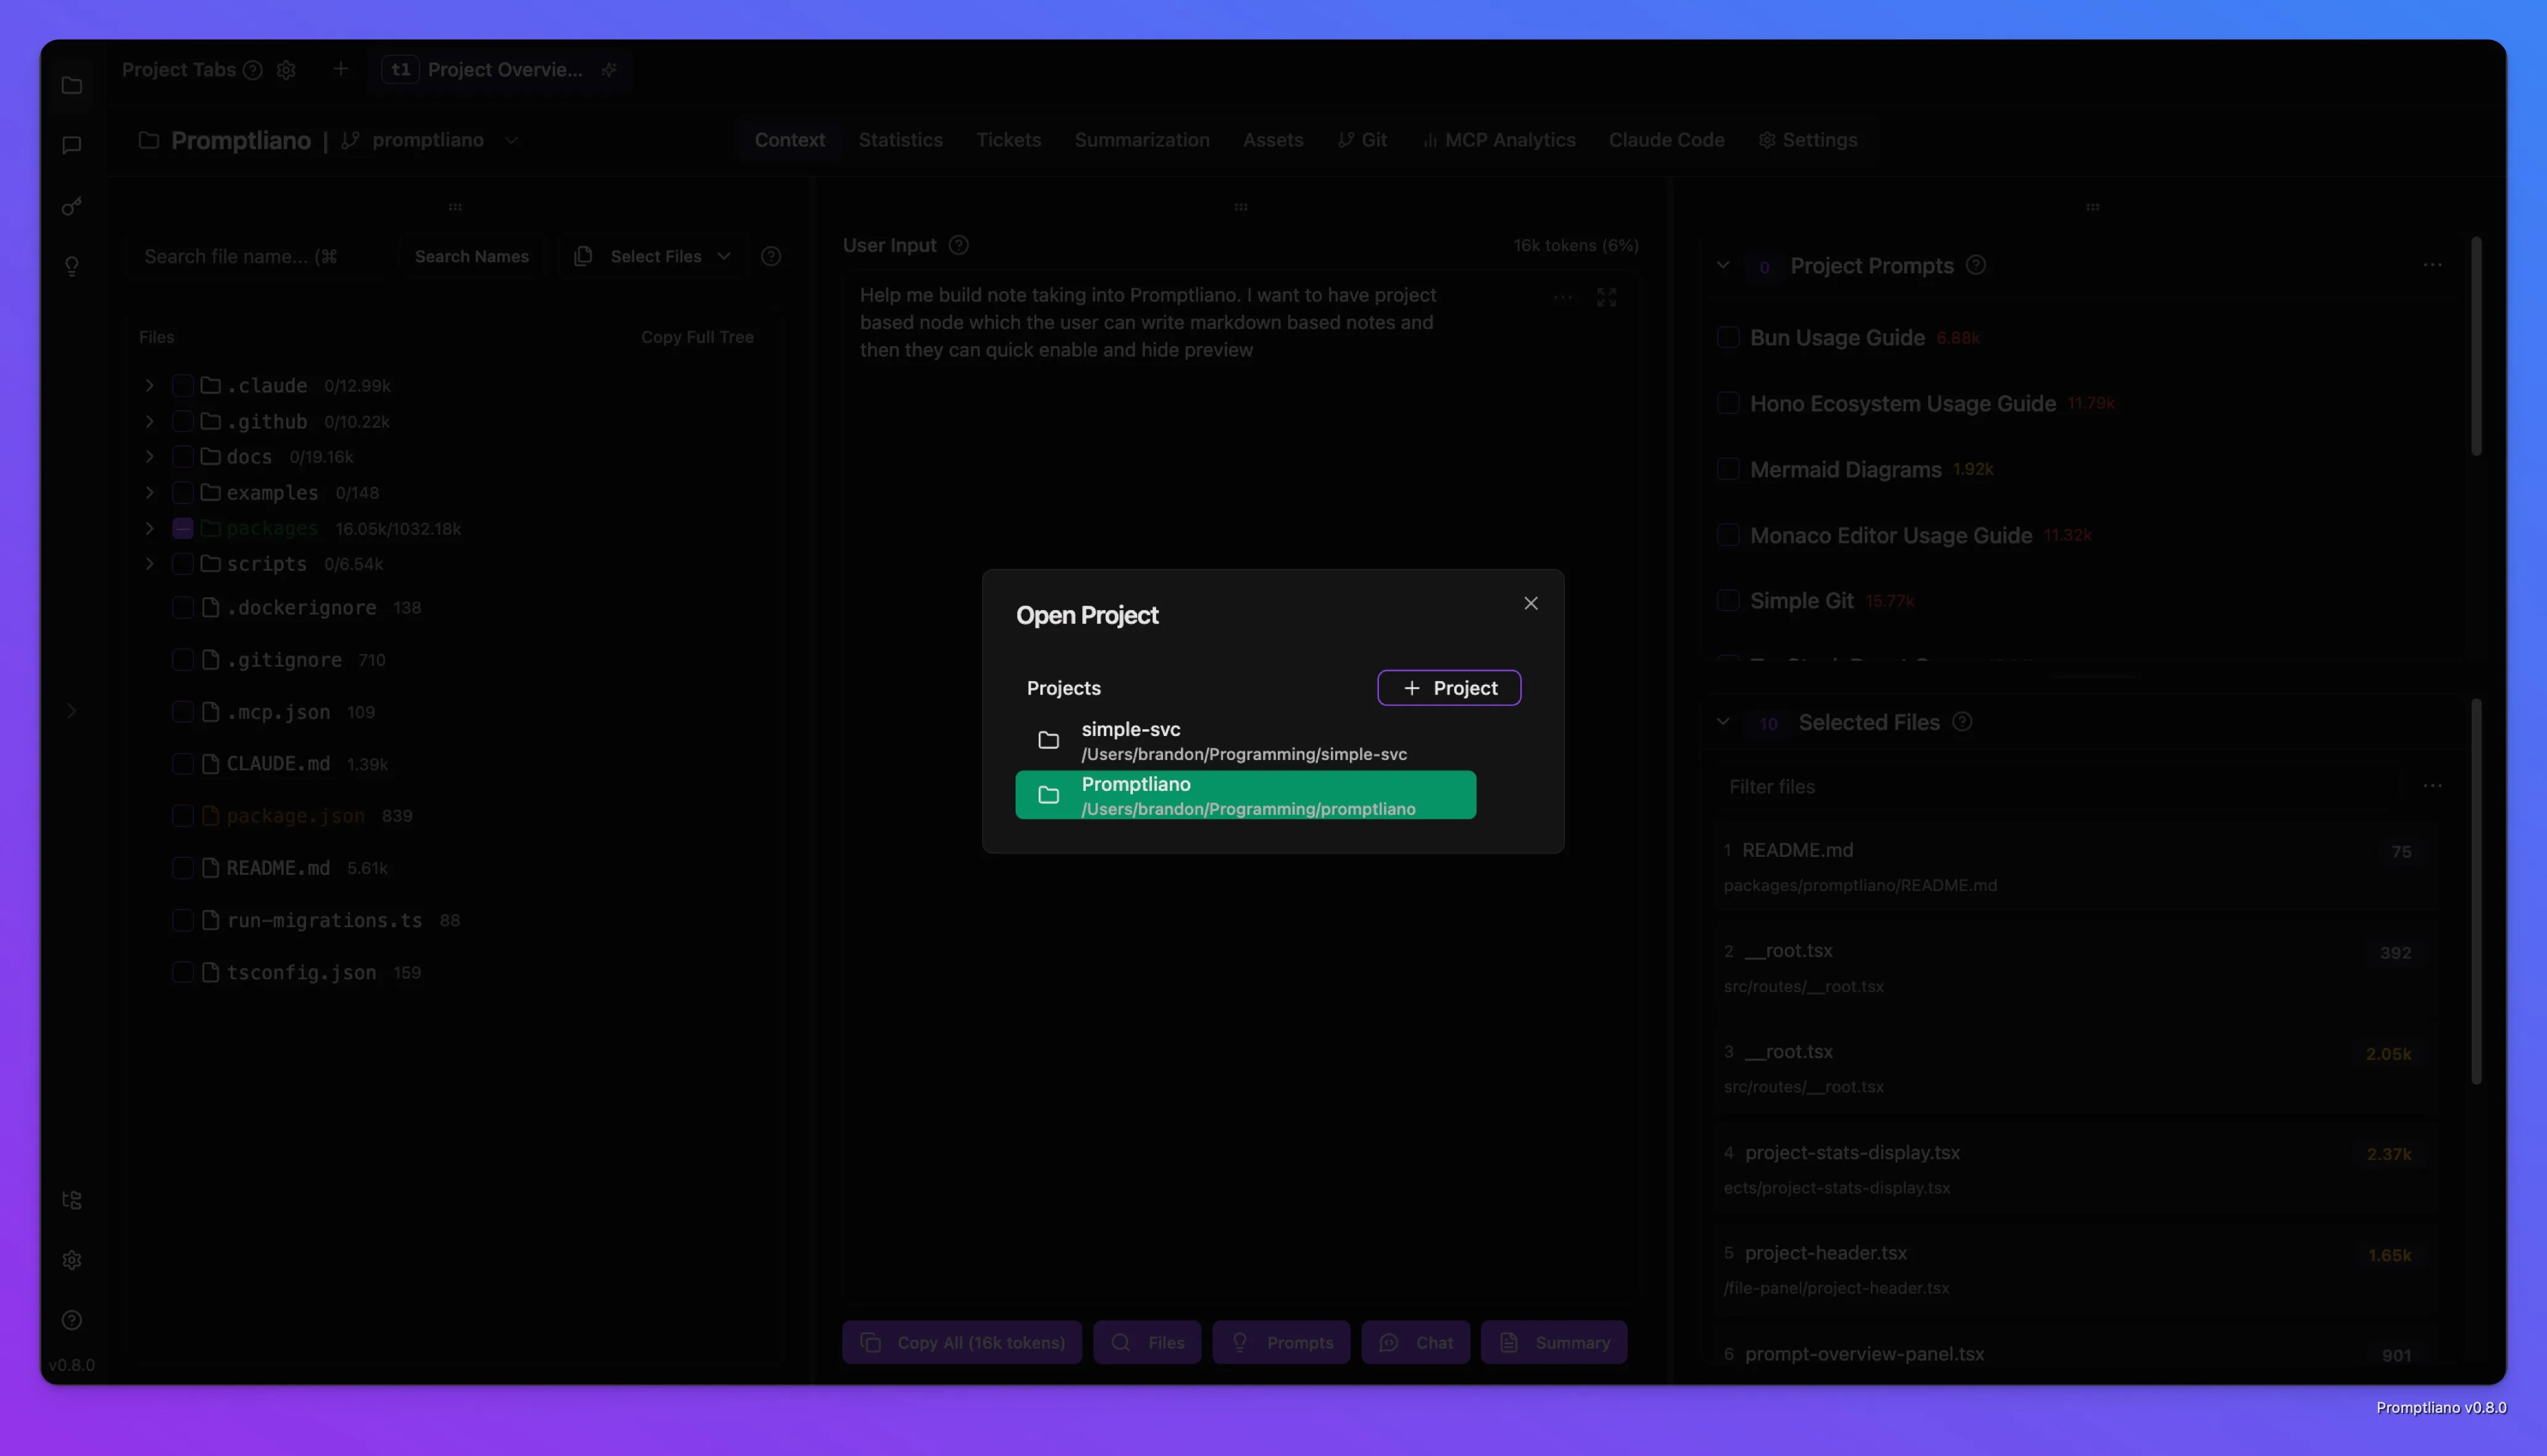 Project Tabs
t1 Project Overvie...
Promptliano | promptliano
Context Statistics Tickets Summarization Assets Git MCP Analytics Claude Code Settings
Search file name... (⌘
Search Names
Select Files
Files
Copy Full Tree
.claude 0/12.99k
.github 0/10.22k
docs 0/19.16k
examples 0/148
packages 16.05k/1032.18k
scripts 0/6.54k
.dockerignore 138
.gitignore 710
.mcp.json 109
CLAUDE.md 1.39k
package.json 839
README.md 5.61k
run-migrations.ts 88
tsconfig.json 159
v0.8.0
User Input
16k tokens (6%)
Help me build note taking into Promptliano. I want to have project
based node which the user can write markdown based notes and
then they can quick enable and hide preview
Open Project
Projects
+ Project
simple-svc
/Users/brandon/Programming/simple-svc
Promptliano
/Users/brandon/Programming/promptliano
Copy All (16k tokens)
Files
Prompts
Chat
Summary
0 Project Prompts
Bun Usage Guide 6.88k
Hono Ecosystem Usage Guide 11.79k
Mermaid Diagrams 1.92k
Monaco Editor Usage Guide 11.32k
Simple Git 15.77k
10 Selected Files
Filter files
1 README.md 75
packages/promptliano/README.md
2 __root.tsx 392
src/routes/__root.tsx
3 __root.tsx 2.05k
src/routes/__root.tsx
4 project-stats-display.tsx 2.37k
ects/project-stats-display.tsx
5 project-header.tsx 1.65k
/file-panel/project-header.tsx
6 prompt-overview-panel.tsx 901
Promptliano v0.8.0